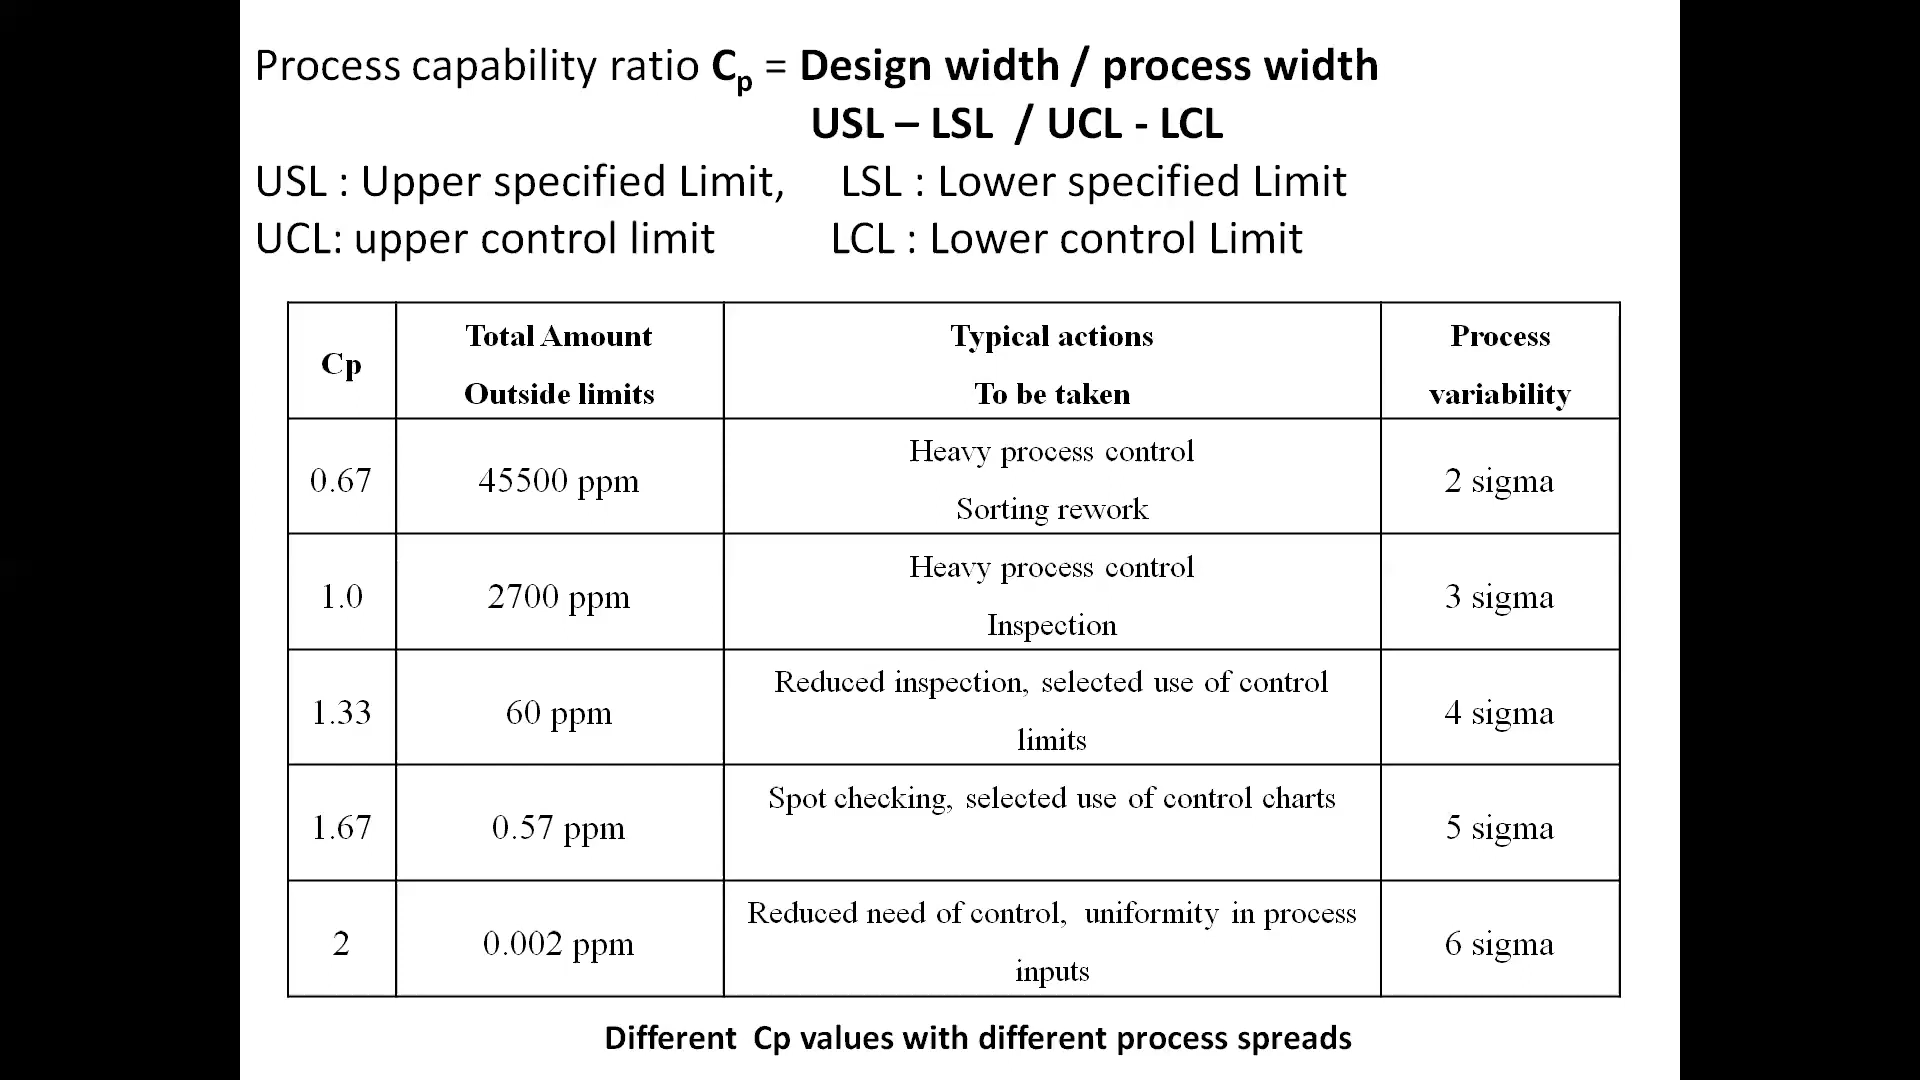 Process capability ratio Cp = Design width / process width
USL – LSL / UCL - LCL
USL : Upper specified Limit, LSL : Lower specified Limit
UCL: upper control limit LCL : Lower control Limit
Cp
Total Amount
Outside limits
Typical actions
To be taken
Process
variability
0.67
45500 ppm
Heavy process control
Sorting rework
2 sigma
1.0
2700 ppm
Heavy process control
Inspection
3 sigma
1.33
60 ppm
Reduced inspection, selected use of control
limits
4 sigma
1.67
0.57 ppm
Spot checking, selected use of control charts
5 sigma
2
0.002 ppm
Reduced need of control, uniformity in process
inputs
6 sigma
Different Cp values with different process spreads